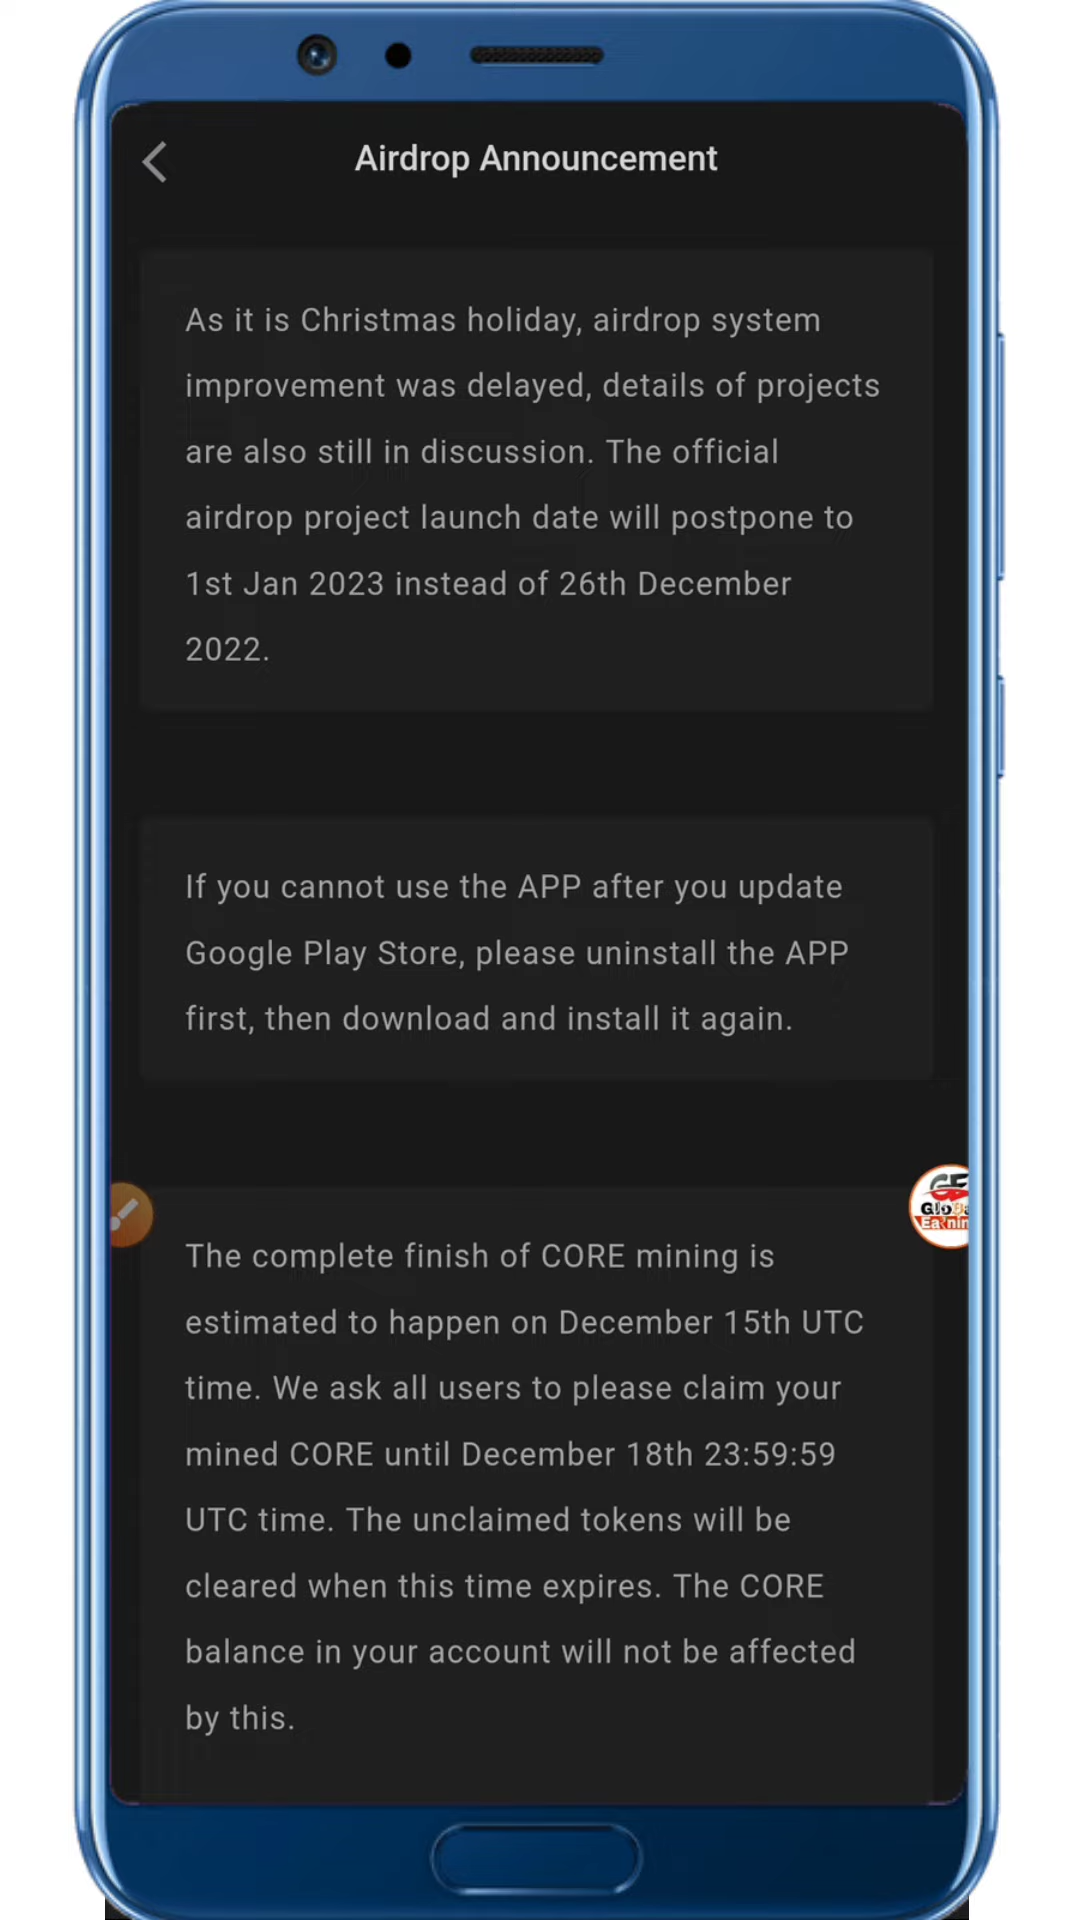 Airdrop Announcement
As it is Christmas holiday, airdrop system
improvement was delayed, details of projects
are also still in discussion. The official
airdrop project launch date will postpone to
1st Jan 2023 instead of 26th December
2022.
If you cannot use the APP after you update
Google Play Store, please uninstall the APP
first, then download and install it again.
The complete finish of CORE mining is
estimated to happen on December 15th UTC
time. We ask all users to please claim your
mined CORE until December 18th 23:59:59
UTC time. The unclaimed tokens will be
cleared when this time expires. The CORE
balance in your account will not be affected
by this.
GE